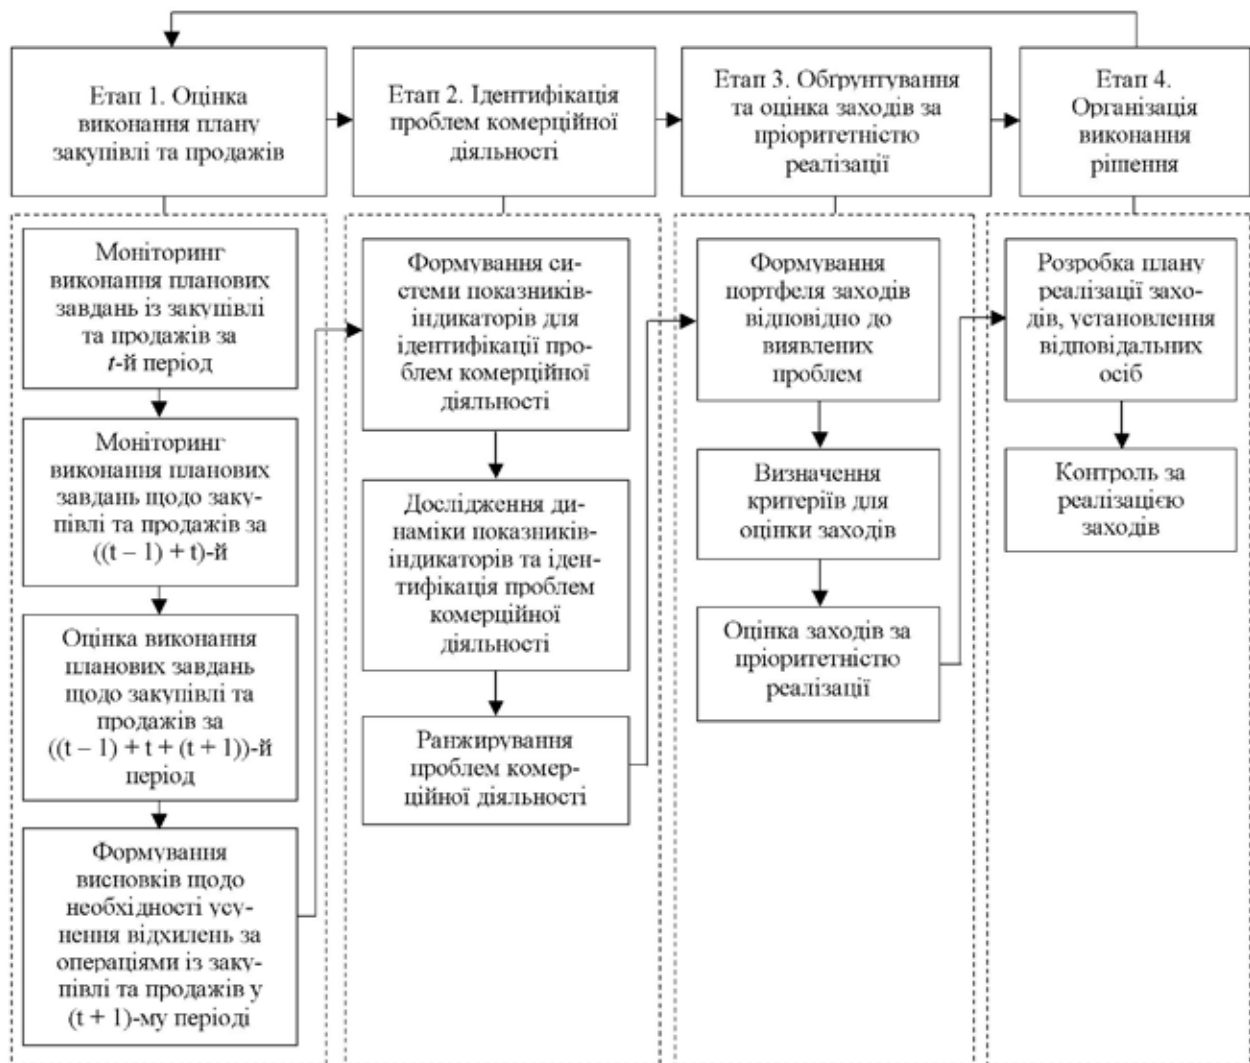 Етап 1. Оцінка
виконання плану
закупівлі та продажів
Етап 2. Ідентифікація
проблем комерційної
діяльності
Етап 3. Обґрунтування
та оцінка заходів за
пріоритетністю
реалізації
Етап 4.
Організація
виконання
рішення
Моніторинг
виконання планових
завдань із закупівлі
та продажів за
t-й період
Моніторинг
виконання планових
завдань щодо заку-
півлі та продажів за
((t – 1) + t)-й
Оцінка виконання
планових завдань
щодо закупівлі та
продажів за
((t – 1) + t + (t + 1))-й
період
Формування
висновків щодо
необхідності усу-
нення відхилень за
операціями із заку-
півлі та продажів у
(t + 1)-му періоді
Формування си-
стеми показників-
індикаторів для
ідентифікації про-
блем комерційної
діяльності
Дослідження ди-
наміки показників-
індикаторів та іден-
тифікація проблем
комерційної
діяльності
Ранжирування
проблем комер-
ційної діяльності
Формування
портфеля заходів
відповідно до
виявлених
проблем
Визначення
критеріїв для
оцінки заходів
Оцінка заходів за
пріоритетністю
реалізації
Розробка плану
реалізації захо-
дів, установлення
відповідальних
осіб
Контроль за
реалізацією
заходів